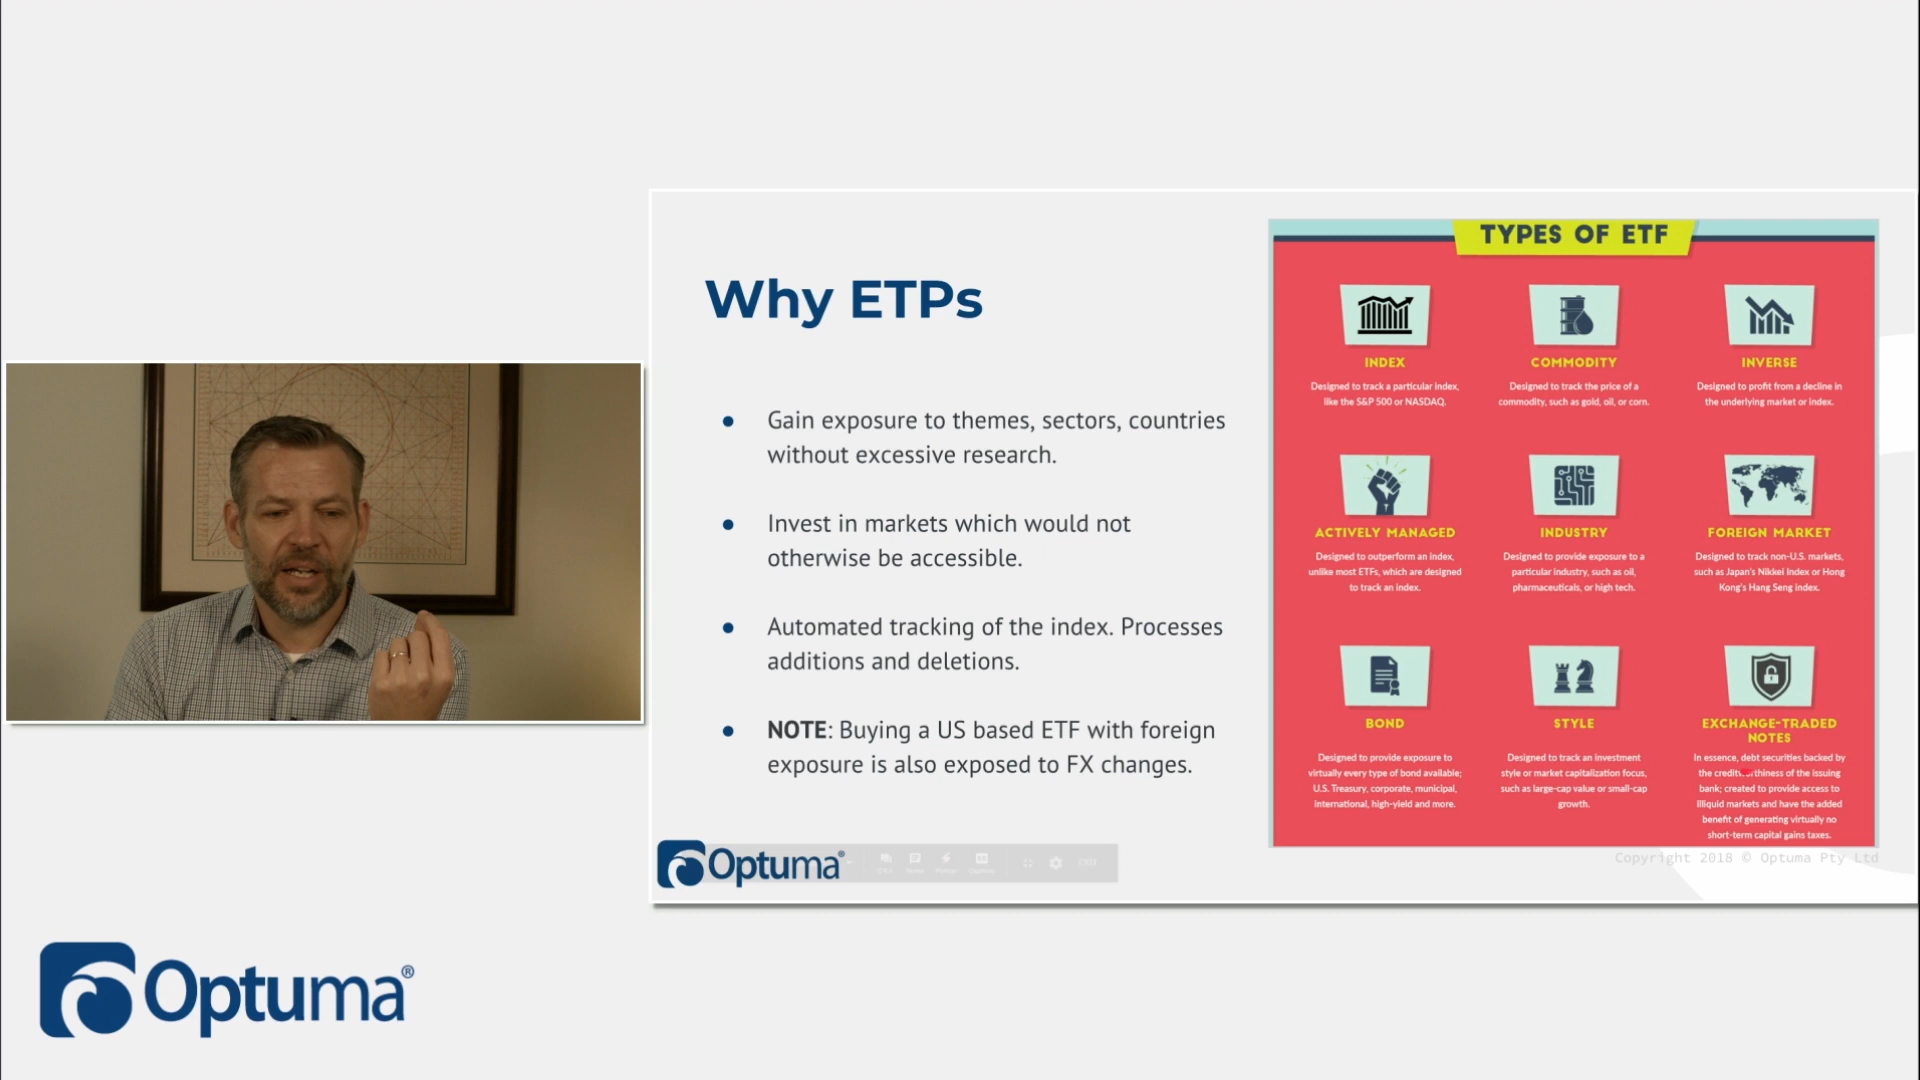 Why ETPs
Gain exposure to themes, sectors, countries
without excessive research.
Invest in markets which would not
otherwise be accessible.
Automated tracking of the index. Processes
additions and deletions.
NOTE: Buying a US based ETF with foreign
exposure is also exposed to FX changes.
Optuma®
TYPES OF ETF
INDEX
Designed to track a particular index,
like the S&P 500 or NASDAQ.
COMMODITY
Designed to track the price of a
commodity, such as gold, oil, or corn.
INVERSE
Designed to profit from a decline in
the underlying market or index.
ACTIVELY MANAGED
Designed to outperform an index,
unlike most ETFs, which are designed
to track an index.
INDUSTRY
Designed to provide exposure to a
particular industry, such as oil,
pharmaceuticals, or high tech.
FOREIGN MARKET
Designed to track non-U.S. markets,
such as Japan's Nikkei Index or Hong
Kong's Hang Seng index.
BOND
Designed to provide exposure to
virtually every type of bond available;
U.S. Treasury, corporate, municipal,
international, high-yield and more.
STYLE
Designed to track an investment
style or market capitalization focus,
such as large-cap value or small-cap
growth.
EXCHANGE-TRADED
NOTES
In essence, debt securities backed by
the creditworthiness of the issuing
bank; created to provide access to
illiquid markets and have the added
benefit of generating virtually no
short-term capital gains taxes.
Copyright 2018 © Optuma Pty Ltd
Optuma®